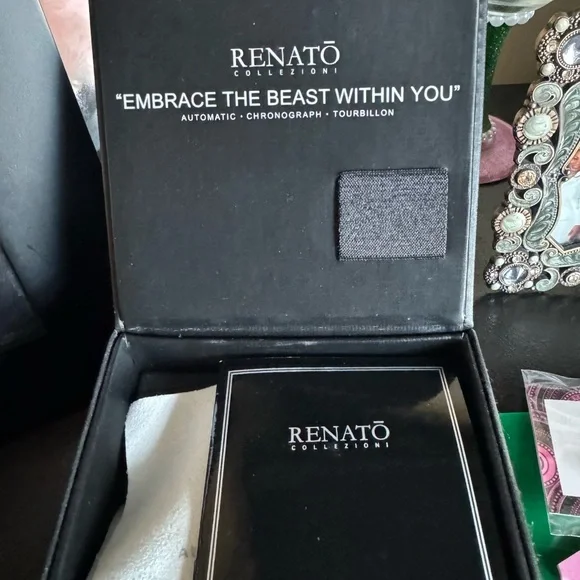 RENATŌ
COLLEZIONI
“EMBRACE THE BEAST WITHIN YOU”
AUTOMATIC • CHRONOGRAPH • TOURBILLON
RENATŌ
COLLEZIONI